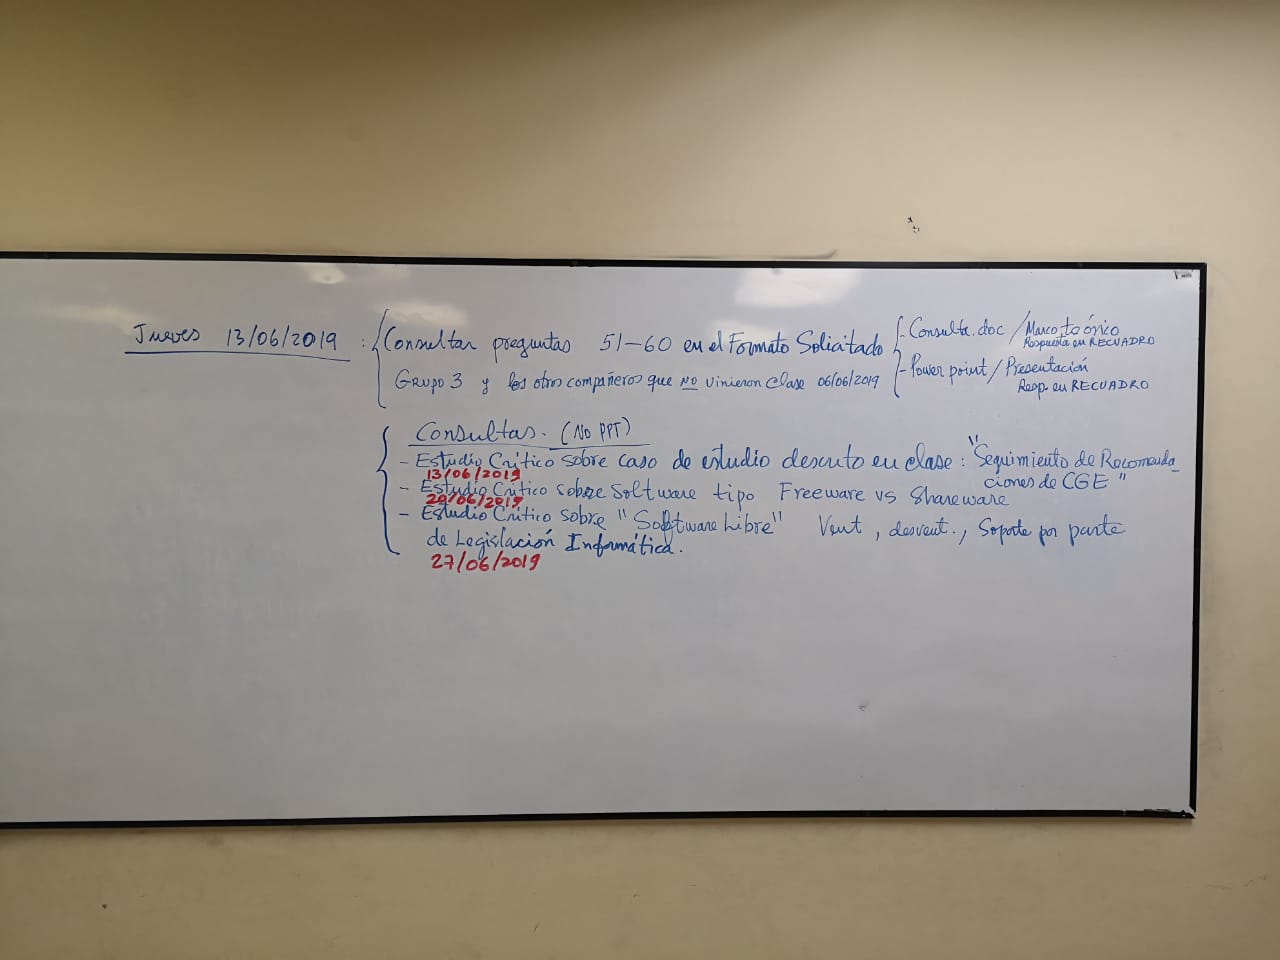 Jueves 13/06/2019 : Consultar preguntas 51-60 en el Formato Solicitado
Grupo 3 y los otros compañeros que NO vinieron clase 06/06/2019
- Consulta.doc / Marco teórico
Respuesta en RECUADRO
- Power point / Presentación
Resp. en RECUADRO
Consultas. (NO PPT)
- Estudio Crítico sobre caso de estudio descrito en clase: "Seguimiento de Recomenda_
ciones de CGE"
13/06/2019
- Estudio Crítico sobre Software tipo Freeware vs Shareware
20/06/2019
- Estudio Crítico sobre "Software Libre" Vent, desvent., Soporte por parte
de Legislación Informática.
27/06/2019